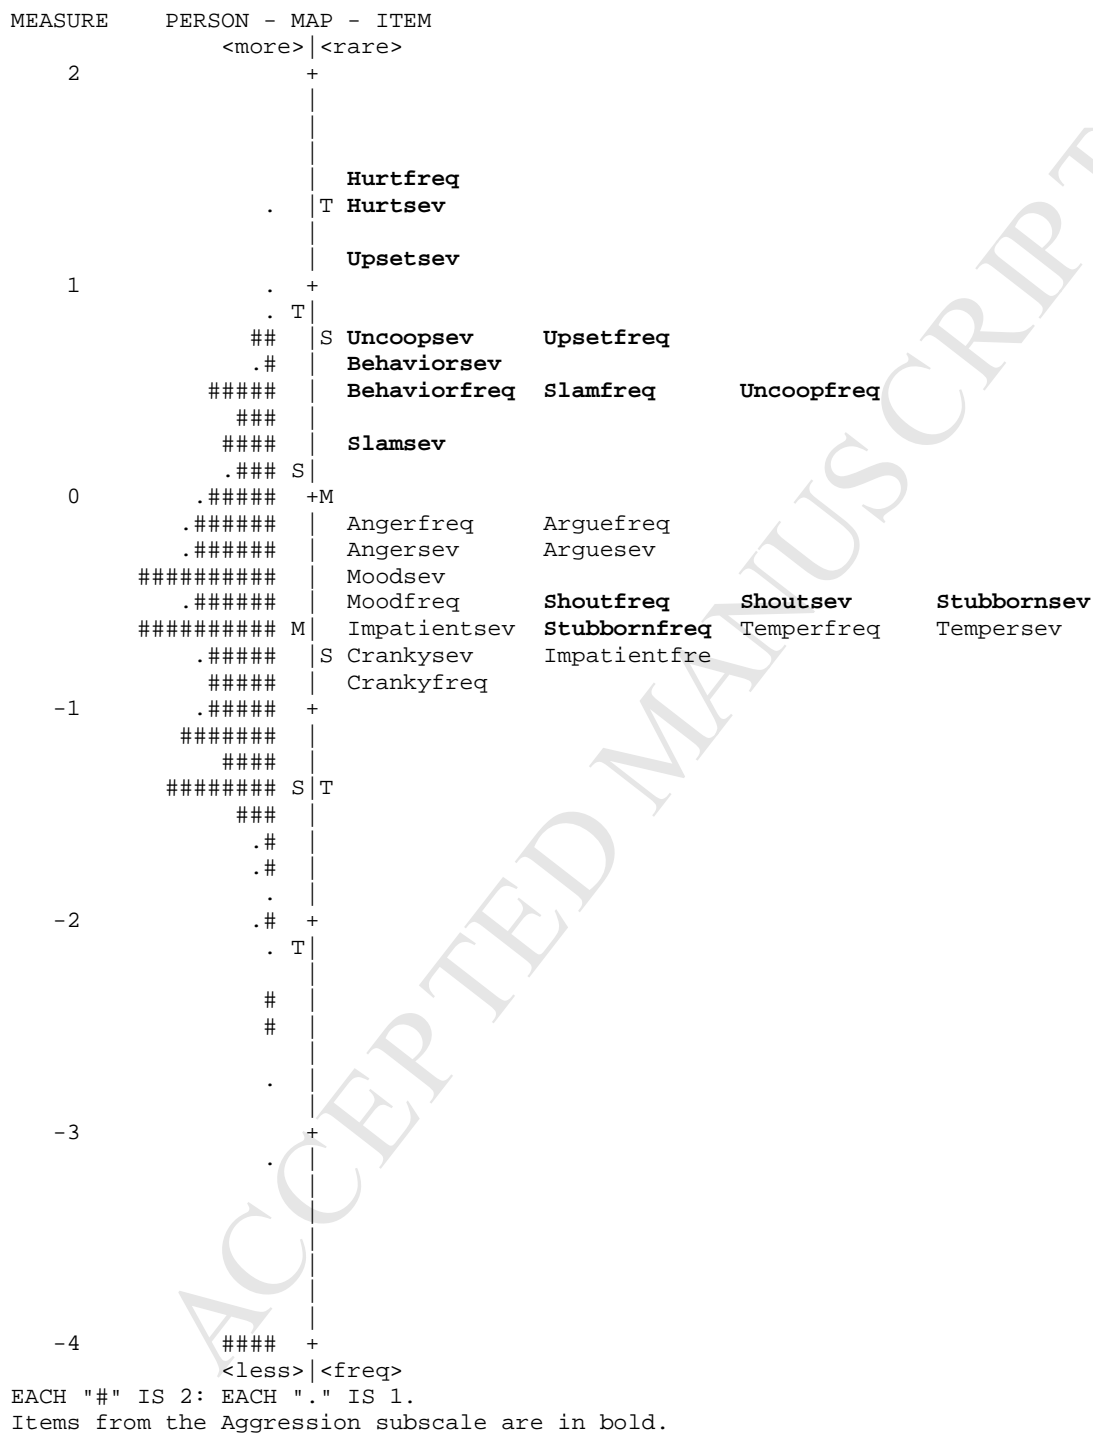 MEASURE      PERSON - MAP - ITEM
                <more>|<rare>
    2                 +
                      |
                      |
                      |
                      | Hurtfreq
                   .  |T Hurtsev
                      |
                      | Upsetsev
    1              .  +
                   . T|
                  ##  |S Uncoopsev     Upsetfreq
                  .#  | Behaviorsev
               #####  | Behaviorfreq  Slamfreq      Uncoopfreq
                 ###  |
                ####  | Slamsev
                .### S|
    0         .#####  +M
             .######  | Angerfreq     Arguefreq
             .######  | Angersev      Arguesev
          ##########  | Moodsev
             .######  | Moodfreq      Shoutfreq     Shoutsev      Stubbornsev
          ########## M| Impatientsev  Stubbornfreq  Temperfreq    Tempersev
              .#####  |S Crankysev     Impatientfre
               #####  | Crankyfreq
   -1         .#####  +
             #######  |
                ####  |
            ######## S|T
                 ###  |
                  .#  |
                  .#  |
                   .  |
   -2             .#  +
                   . T|
                      |
                   #  |
                   #  |
                      |
                   .  |
                      |
   -3                 +
                   .  |
                      |
                      |
                      |
                      |
                      |
                      |
   -4           ####  +
                <less>|<freq>
EACH "#" IS 2: EACH "." IS 1.
Items from the Aggression subscale are in bold.
ACCEPTED MANUSCRIPT